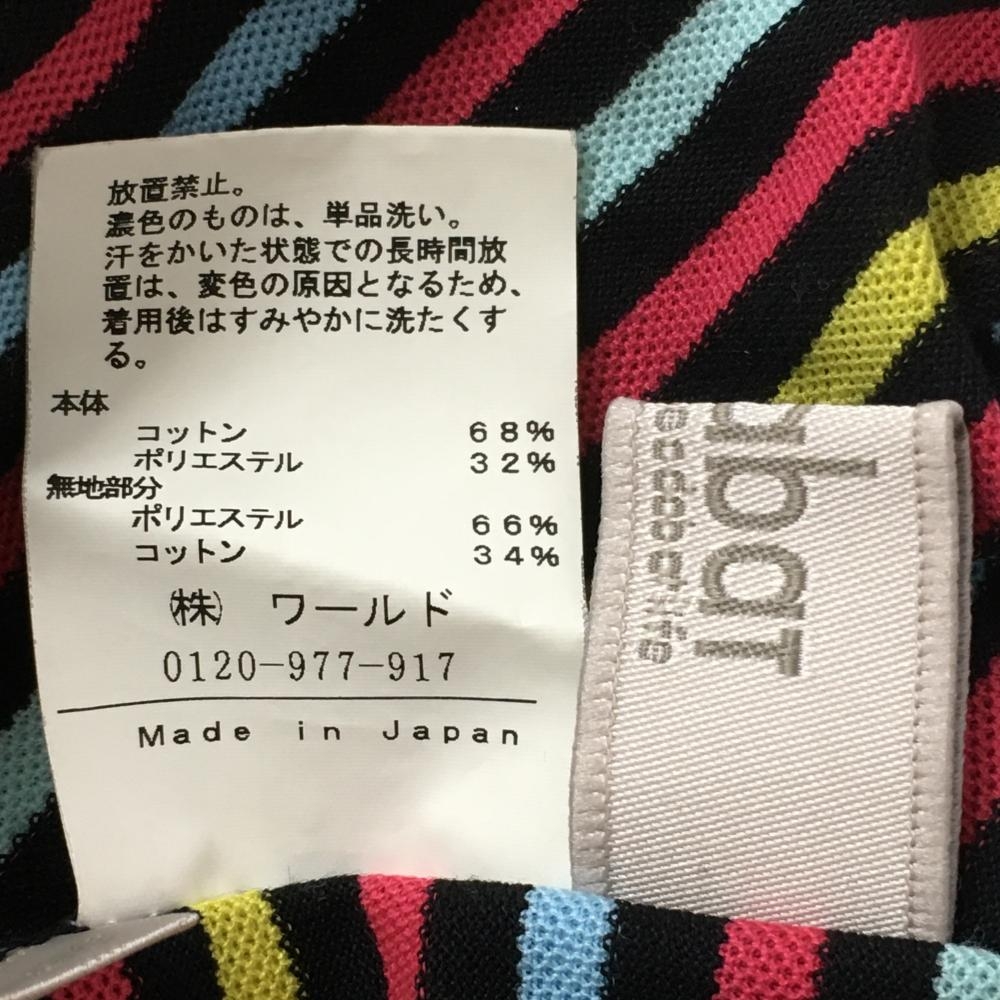 放置禁止。
濃色のものは、単品洗い。
汗をかいた状態での長時間放
置は、変色の原因となるため、
着用後はすみやかに洗たくす
る。
本体
コットン 68%
ポリエステル 32%
無地部分
ポリエステル 66%
コットン 34%
㈱ ワールド
0120-977-917
Made in Japan